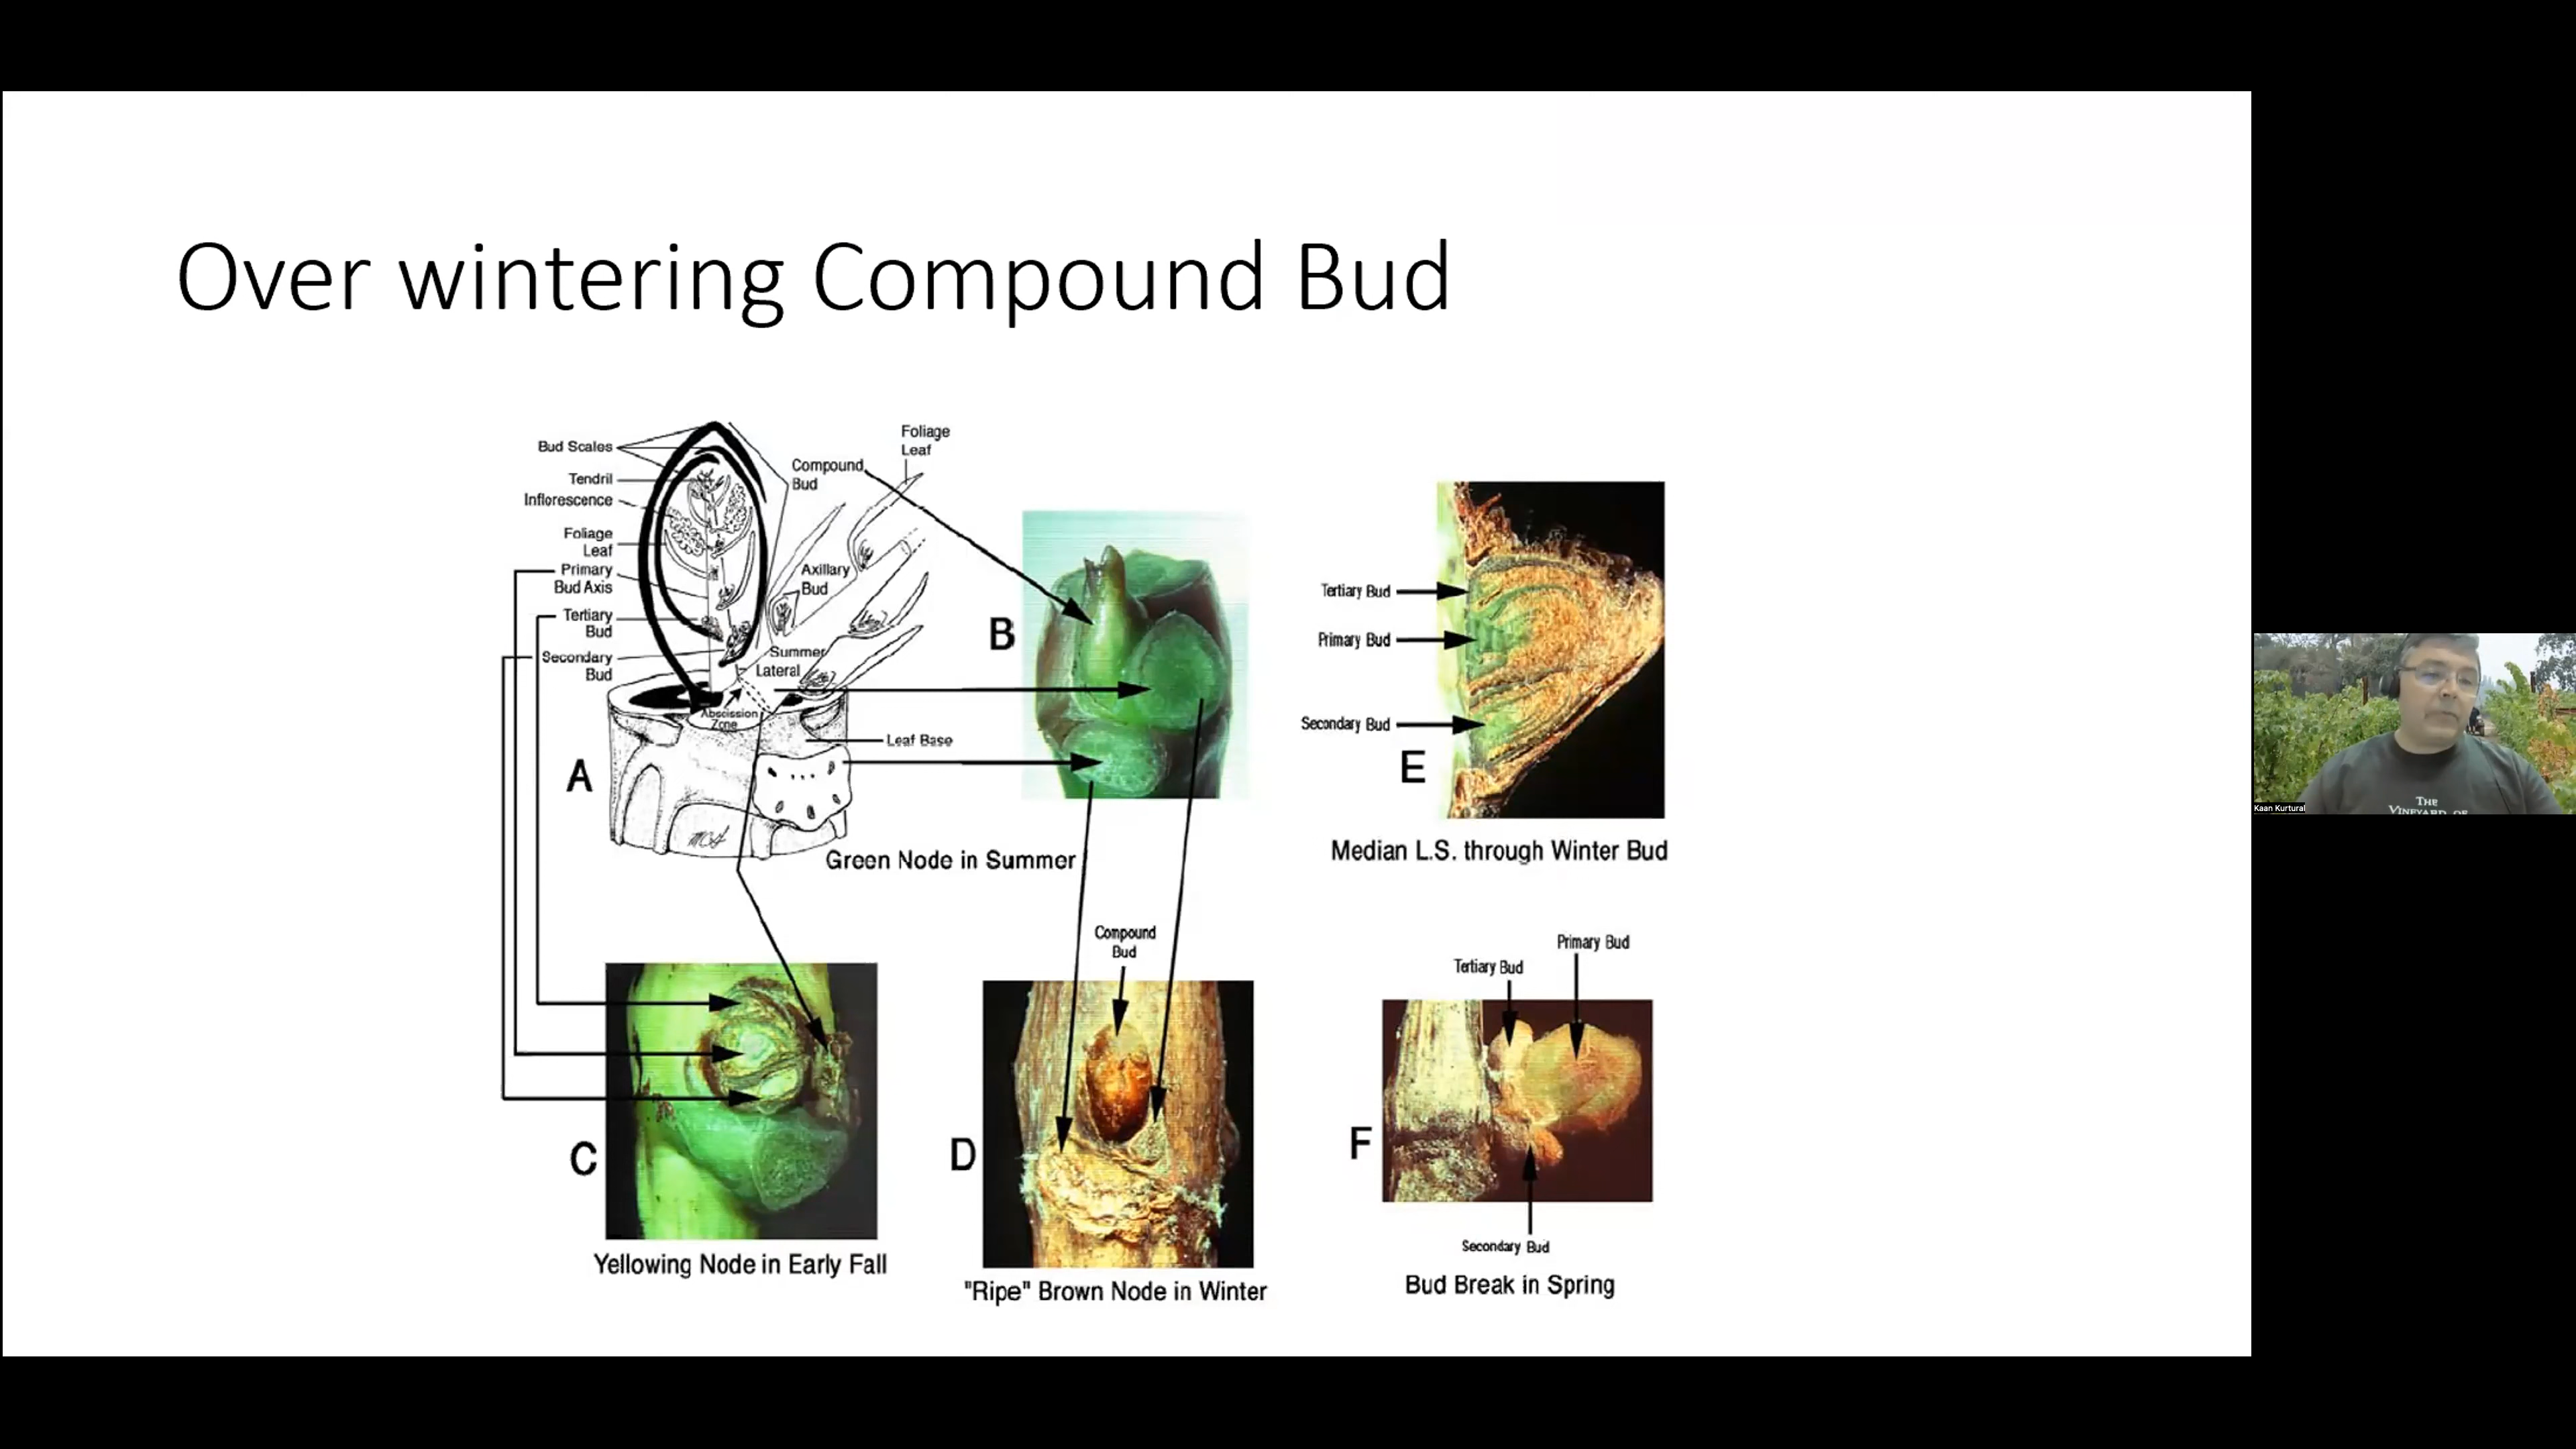 Over wintering Compound Bud
Bud Scales
Tendril
Inflorescence
Foliage
Leaf
Primary
Bud Axis
Tertiary
Bud
Secondary
Bud
Compound
Bud
Foliage
Leaf
Axillary
Bud
Summer
Lateral
Abscission
Zone
Leaf Base
A
Green Node in Summer
B
Tertiary Bud
Primary Bud
Secondary Bud
E
Median L.S. through Winter Bud
C
Yellowing Node in Early Fall
Compound
Bud
D
"Ripe" Brown Node in Winter
Primary Bud
Tertiary Bud
F
Secondary Bud
Bud Break in Spring
Kaan Kurtural
THE
VINEYARD OF